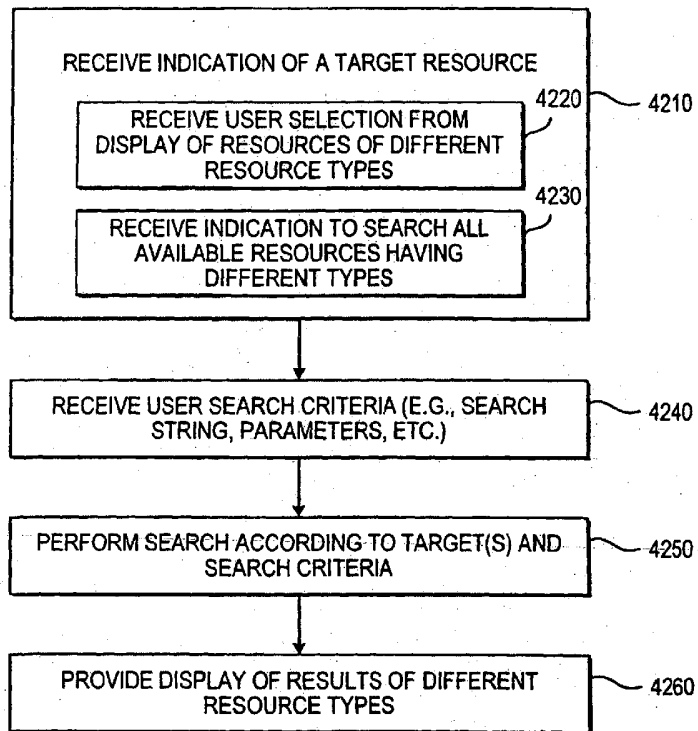 RECEIVE INDICATION OF A TARGET RESOURCE
4210
4220
RECEIVE USER SELECTION FROM
DISPLAY OF RESOURCES OF DIFFERENT
RESOURCE TYPES
4230
RECEIVE INDICATION TO SEARCH ALL
AVAILABLE RESOURCES HAVING
DIFFERENT TYPES
RECEIVE USER SEARCH CRITERIA (E.G., SEARCH
STRING, PARAMETERS, ETC.)
4240
PERFORM SEARCH ACCORDING TO TARGET(S) AND
SEARCH CRITERIA
4250
PROVIDE DISPLAY OF RESULTS OF DIFFERENT
RESOURCE TYPES
4260